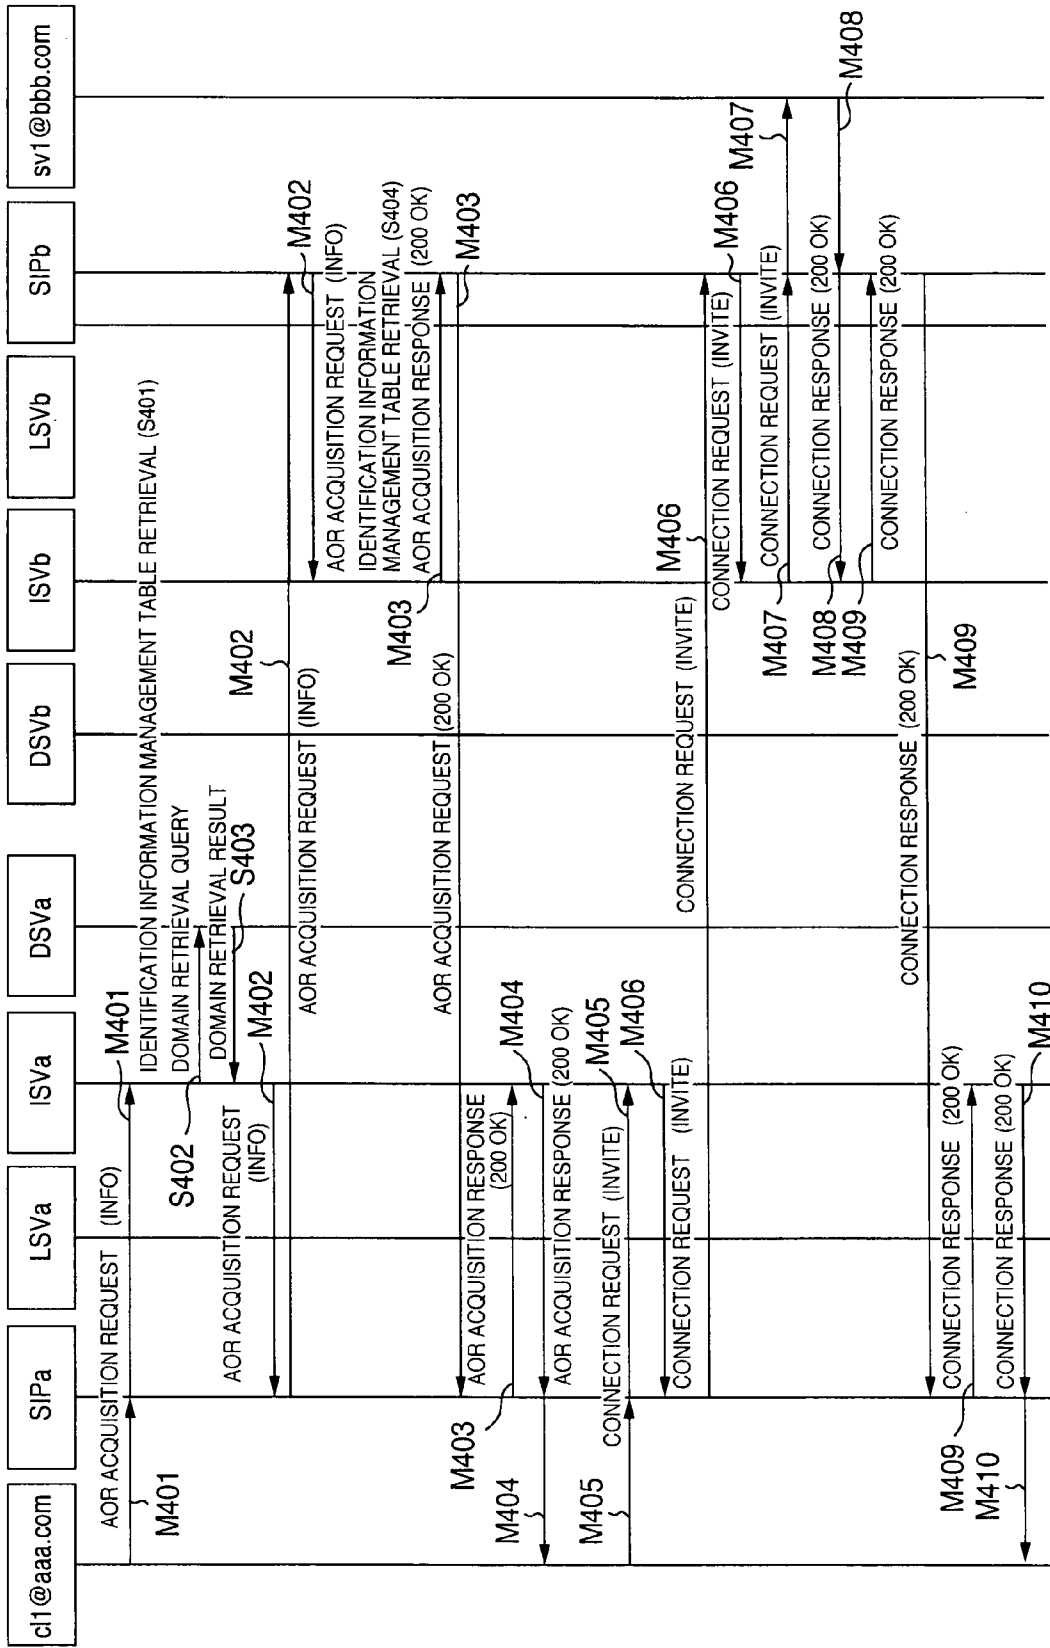 cl1@aaa.com
SIPa
LSVa
ISVa
DSVa
DSVb
ISVb
LSVb
SIPb
sv1@bbb.com
AOR ACQUISITION REQUEST (INFO)
M401
M401
IDENTIFICATION INFORMATION MANAGEMENT TABLE RETRIEVAL (S401)
S402
DOMAIN RETRIEVAL QUERY
DOMAIN RETRIEVAL RESULT
S403
AOR ACQUISITION REQUEST
(INFO)
M402
AOR ACQUISITION REQUEST (INFO)
M402
M402
AOR ACQUISITION REQUEST (INFO)
IDENTIFICATION INFORMATION
MANAGEMENT TABLE RETRIEVAL (S404)
AOR ACQUISITION RESPONSE (200 OK)
M403
M403
AOR ACQUISITION REQUEST (200 OK)
AOR ACQUISITION RESPONSE
(200 OK)
M403
M404
M404
AOR ACQUISITION RESPONSE (200 OK)
M405
CONNECTION REQUEST (INVITE)
M405
M406
CONNECTION REQUEST (INVITE)
CONNECTION REQUEST (INVITE)
M406
CONNECTION REQUEST (INVITE)
M406
M407
CONNECTION REQUEST (INVITE)
M407
M408
CONNECTION RESPONSE (200 OK)
M408
M409
CONNECTION RESPONSE (200 OK)
CONNECTION RESPONSE (200 OK)
M409
M409
CONNECTION RESPONSE (200 OK)
M410
CONNECTION RESPONSE (200 OK)
M410